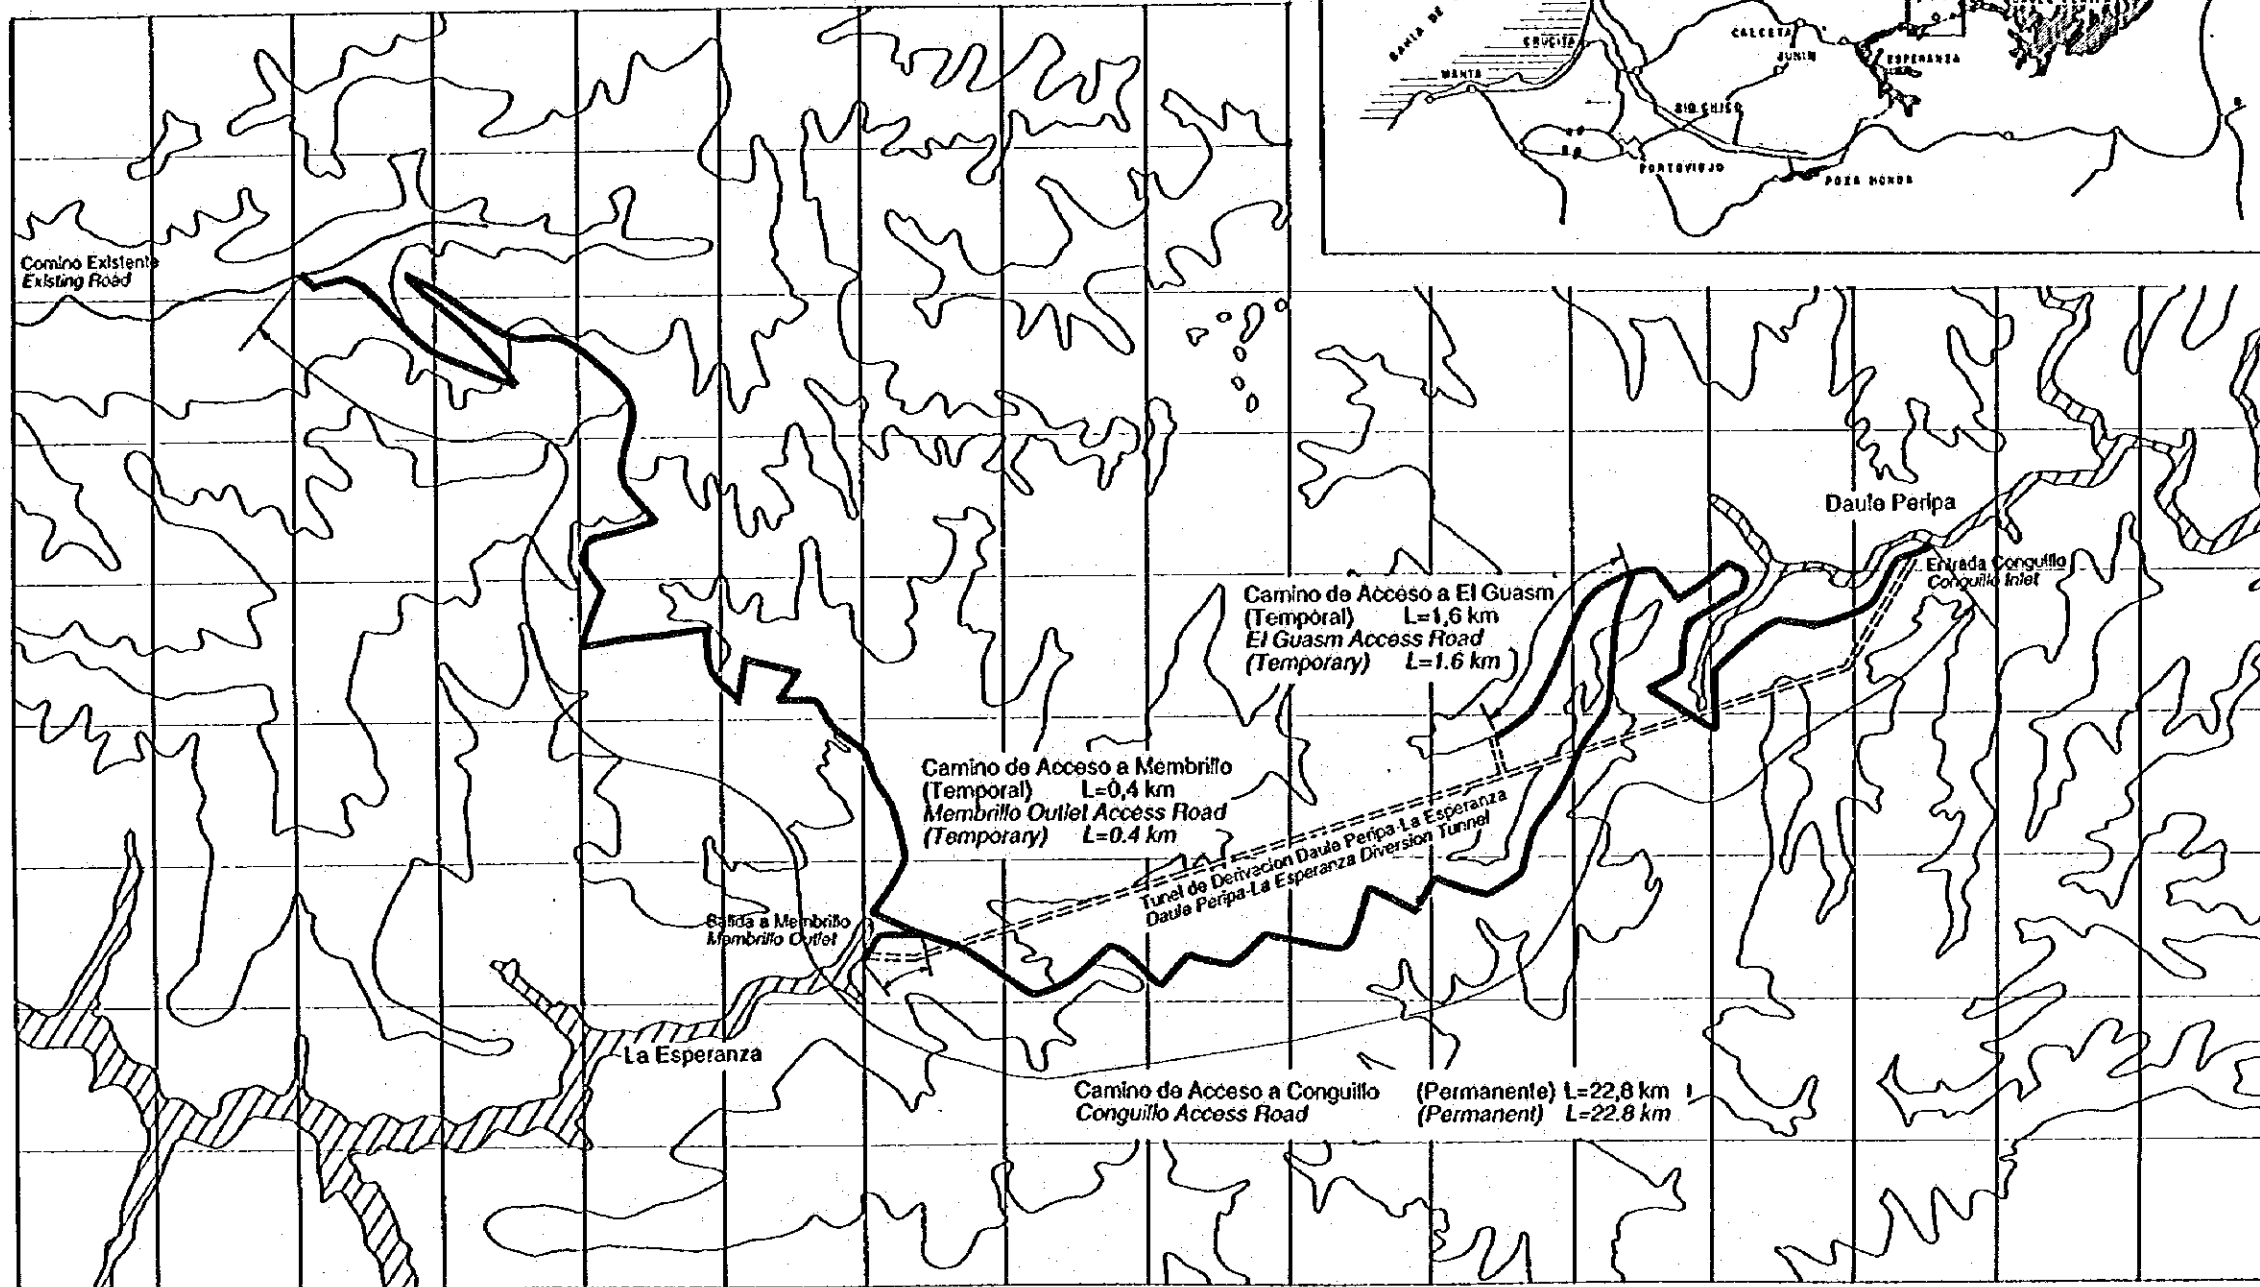 BAHIA DE
CRUCITA
MANTA
CALCETA
JUNIN
ESPERANZA
RIO CHICO
PORTOVIEJO
POZA HONDA
Comino Existente
Existing Road
Daule Peripa
Entrada Conguillo
Conguillo Inlet
Camino de Acceso a El Guasm
(Temporal) L=1,6 km
El Guasm Access Road
(Temporary) L=1.6 km
Camino de Acceso a Membrillo
(Temporal) L=0,4 km
Membrillo Outlet Access Road
(Temporary) L=0.4 km
Tunel de Derivacion Daule Peripa-La Esperanza
Daule Peripa-La Esperanza Diversion Tunnel
Salida a Membrillo
Membrillo Outlet
La Esperanza
Camino de Acceso a Conguillo (Permanente) L=22,8 km
Conguillo Access Road (Permanent) L=22.8 km